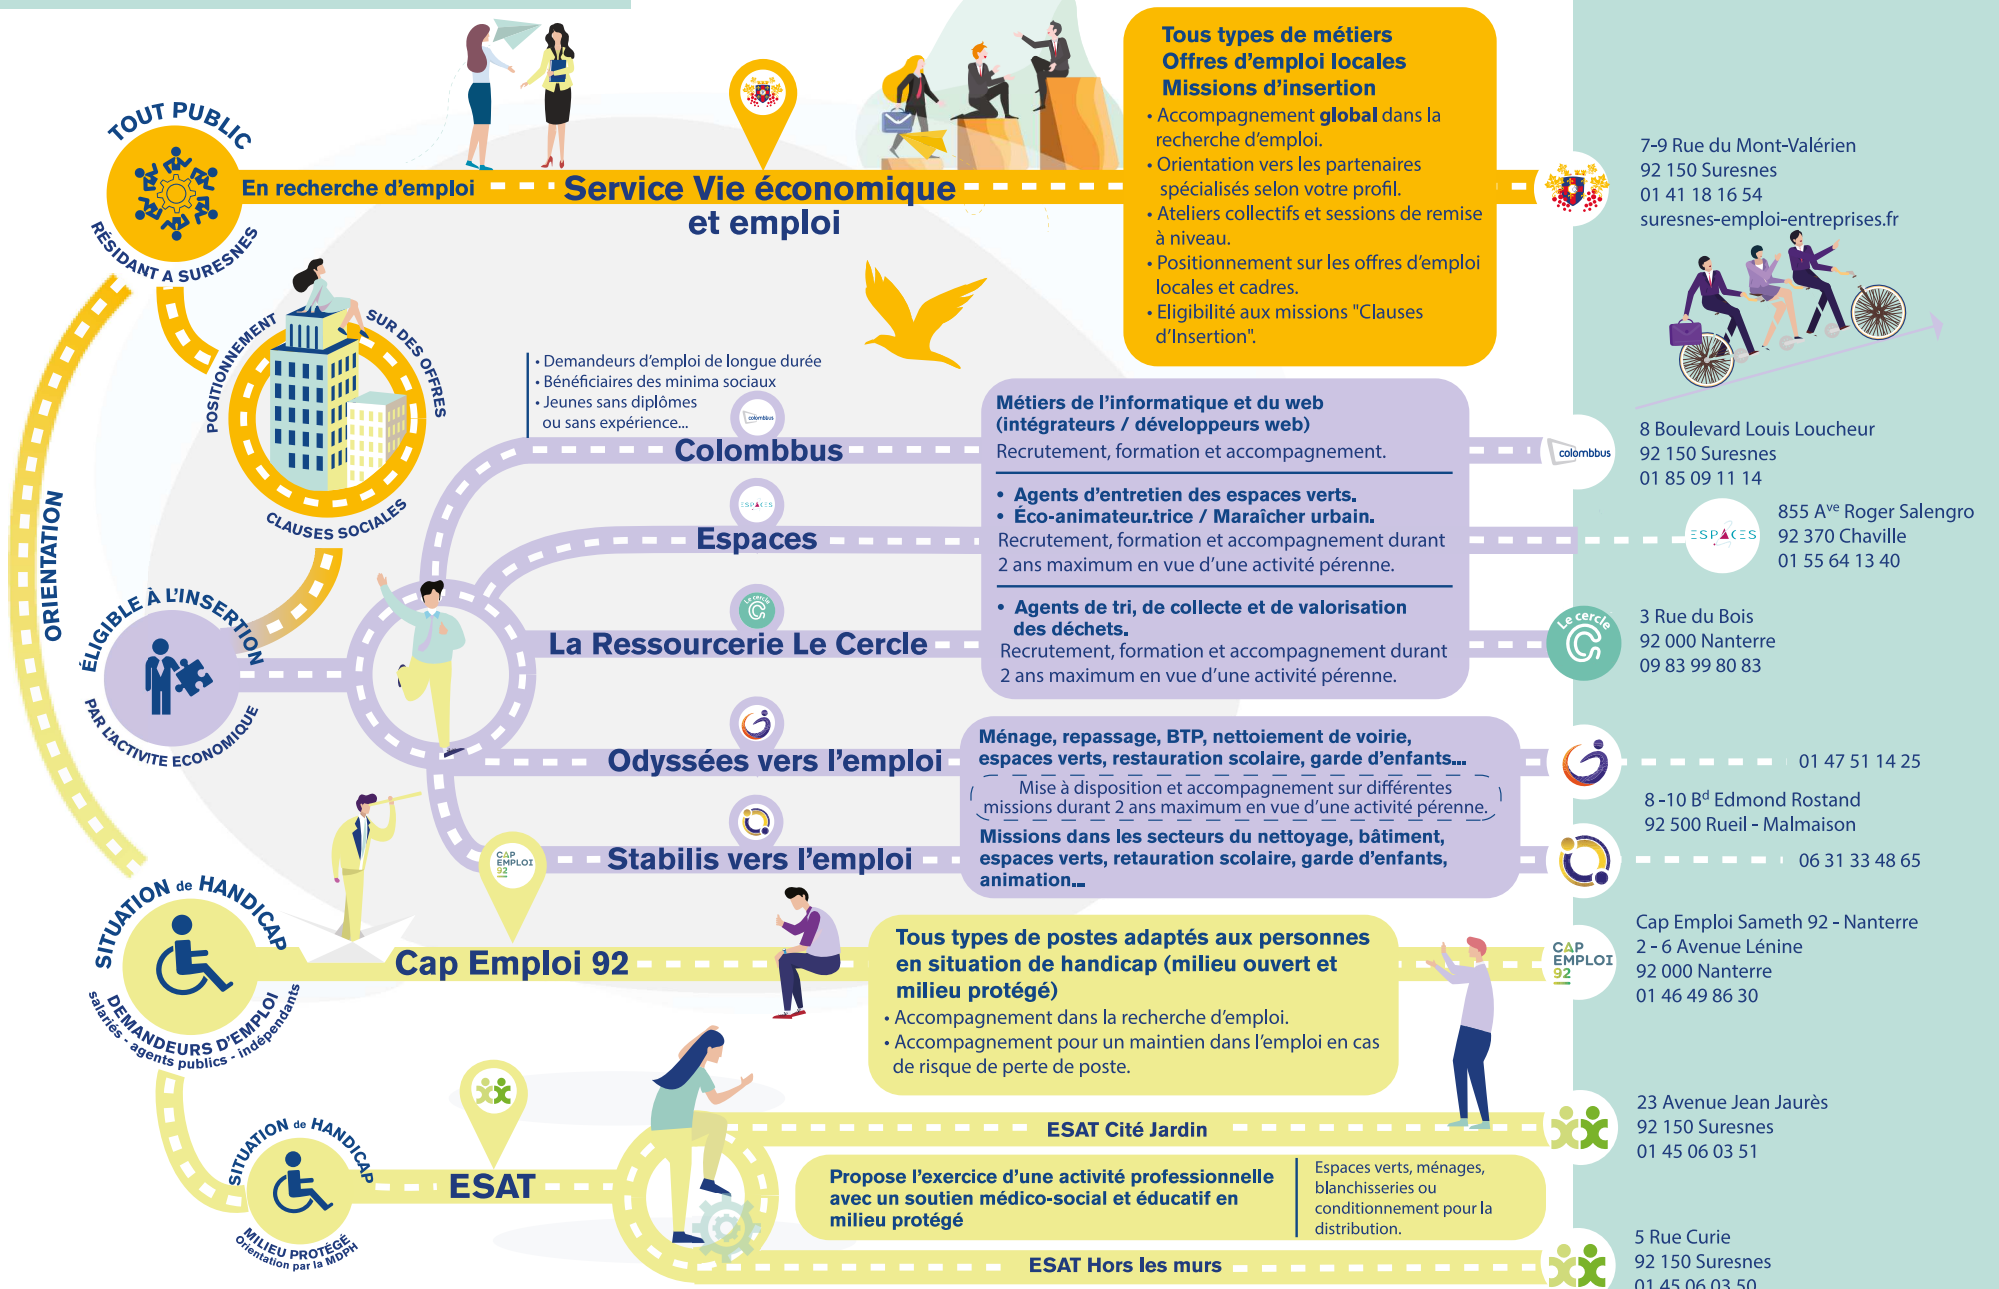 TOUT PUBLIC
RÉSIDANT A SURESNES
En recherche d'emploi
Service Vie économique
et emploi
Tous types de métiers
Offres d'emploi locales
Missions d'insertion
• Accompagnement global dans la
recherche d'emploi.
• Orientation vers les partenaires
spécialisés selon votre profil.
• Ateliers collectifs et sessions de remise
à niveau.
• Positionnement sur les offres d'emploi
locales et cadres.
• Eligibilité aux missions "Clauses
d'Insertion".
7-9 Rue du Mont-Valérien
92 150 Suresnes
01 41 18 16 54
suresnes-emploi-entreprises.fr
POSITIONNEMENT
SUR DES OFFRES
CLAUSES SOCIALES
ORIENTATION
ÉLIGIBLE À L'INSERTION
PAR L'ACTIVITE ECONOMIQUE
• Demandeurs d'emploi de longue durée
• Bénéficiaires des minima sociaux
• Jeunes sans diplômes
ou sans expérience...
colombbus
Colombbus
Métiers de l'informatique et du web
(intégrateurs / développeurs web)
Recrutement, formation et accompagnement.
colombbus
8 Boulevard Louis Loucheur
92 150 Suresnes
01 85 09 11 14
ESPACES
Espaces
• Agents d'entretien des espaces verts.
• Éco-animateur.trice / Maraîcher urbain.
Recrutement, formation et accompagnement durant
2 ans maximum en vue d'une activité pérenne.
ESPACES
855 Ave Roger Salengro
92 370 Chaville
01 55 64 13 40
Le cercle
La Ressourcerie Le Cercle
• Agents de tri, de collecte et de valorisation
des déchets.
Recrutement, formation et accompagnement durant
2 ans maximum en vue d'une activité pérenne.
Le cercle
3 Rue du Bois
92 000 Nanterre
09 83 99 80 83
Odyssées vers l'emploi
Ménage, repassage, BTP, nettoiement de voirie,
espaces verts, restauration scolaire, garde d'enfants...
Mise à disposition et accompagnement sur différentes
missions durant 2 ans maximum en vue d'une activité pérenne.
01 47 51 14 25
8 -10 Bd Edmond Rostand
92 500 Rueil - Malmaison
Stabilis vers l'emploi
Missions dans les secteurs du nettoyage, bâtiment,
espaces verts, retauration scolaire, garde d'enfants,
animation...
06 31 33 48 65
SITUATION de HANDICAP
DEMANDEURS D'EMPLOI
salariés - agents publics - indépendants
CAP
EMPLOI
92
Cap Emploi 92
Tous types de postes adaptés aux personnes
en situation de handicap (milieu ouvert et
milieu protégé)
• Accompagnement dans la recherche d'emploi.
• Accompagnement pour un maintien dans l'emploi en cas
de risque de perte de poste.
CAP
EMPLOI
92
Cap Emploi Sameth 92 - Nanterre
2 - 6 Avenue Lénine
92 000 Nanterre
01 46 49 86 30
SITUATION de HANDICAP
MILIEU PROTÉGÉ
Orientation par la MDPH
ESAT
ESAT Cité Jardin
23 Avenue Jean Jaurès
92 150 Suresnes
01 45 06 03 51
Propose l'exercice d'une activité professionnelle
avec un soutien médico-social et éducatif en
milieu protégé
Espaces verts, ménages,
blanchisseries ou
conditionnement pour la
distribution.
ESAT Hors les murs
5 Rue Curie
92 150 Suresnes
01 45 06 03 50